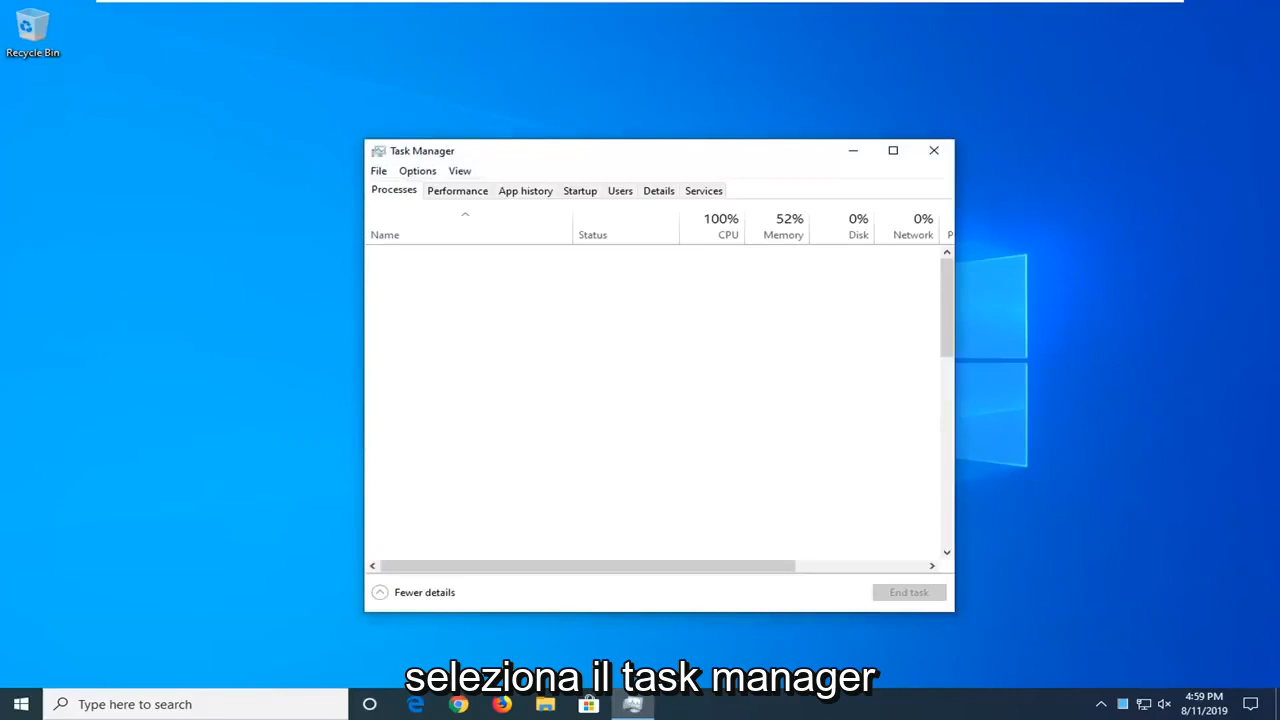 Recycle Bin
Task Manager
File Options View
Processes Performance App history Startup Users Details Services
100% 52% 0% 0%
Name Status CPU Memory Disk Network P
Fewer details End task
seleziona il task manager
Type here to search
4:59 PM
8/11/2019